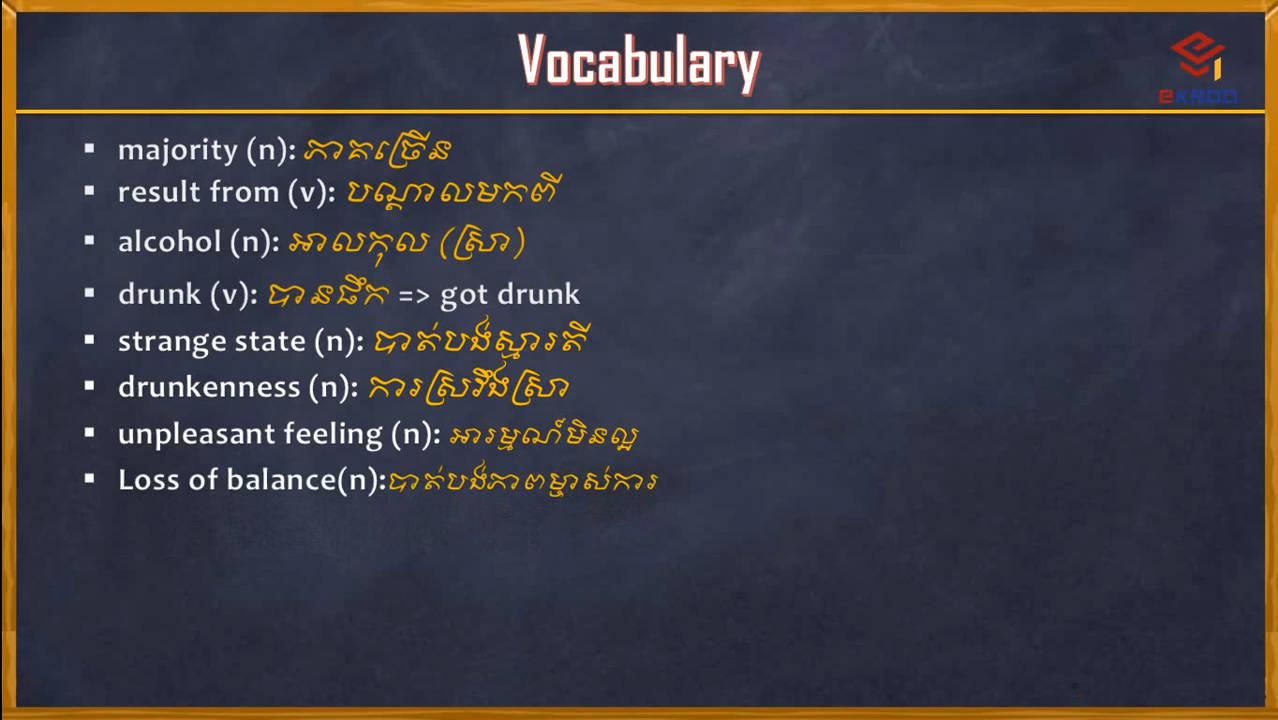 Vocabulary
eKROO
▪ majority (n): ភាគច្រើន
▪ result from (v): បណ្តាលមកពី
▪ alcohol (n): អាលកុល (ស្រា)
▪ drunk (v): បានផឹក => got drunk
▪ strange state (n): បាត់បង់ស្មារតី
▪ drunkenness (n): ការស្រវឹងស្រា
▪ unpleasant feeling (n): អារម្មណ៍មិនល្អ
▪ Loss of balance(n):បាត់បង់ភាពម្ចាស់ការ